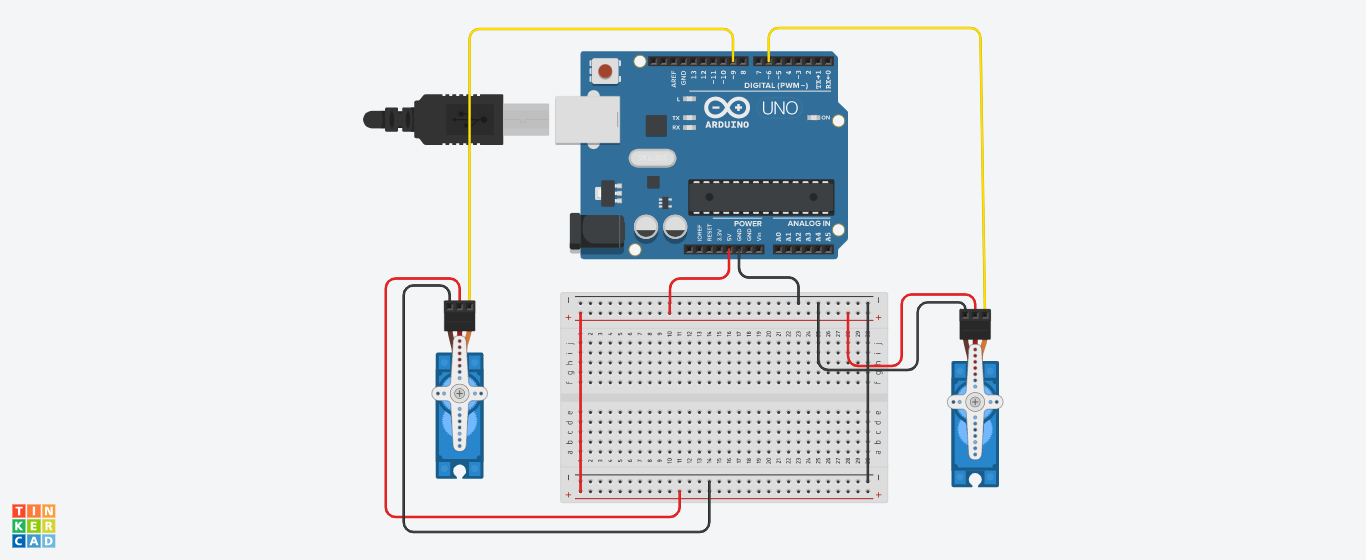 AREF
GND
13
12
~11
~10
~9
8
7
~6
~5
4
~3
2
TX→1
RX←0
DIGITAL (PWM~)
L
TX
RX
ARDUINO
UNO
ON
POWER
ANALOG IN
IOREF
RESET
3.3V
5V
GND
GND
Vin
A0
A1
A2
A3
A4
A5
TIN
KER
CAD